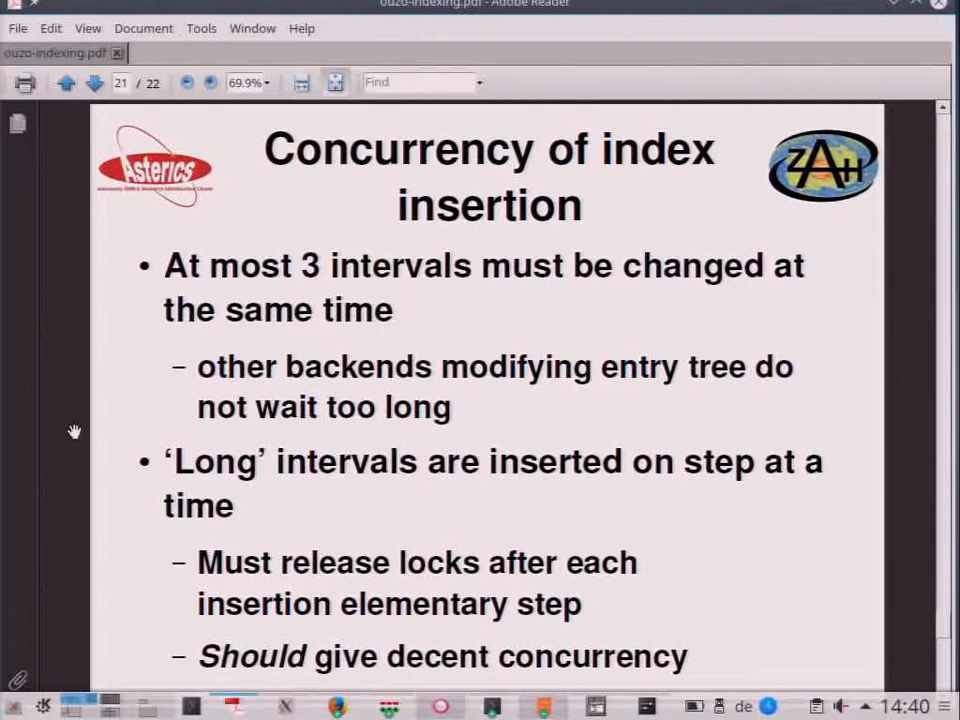 ouzo-indexing.pdf - Adobe Reader
File Edit View Document Tools Window Help
ouzo-indexing.pdf
21 / 22 69.9% Find
Asterics
ZAH
Concurrency of index
insertion
• At most 3 intervals must be changed at
the same time
– other backends modifying entry tree do
not wait too long
• ‘Long’ intervals are inserted on step at a
time
– Must release locks after each
insertion elementary step
– Should give decent concurrency
de 14:40